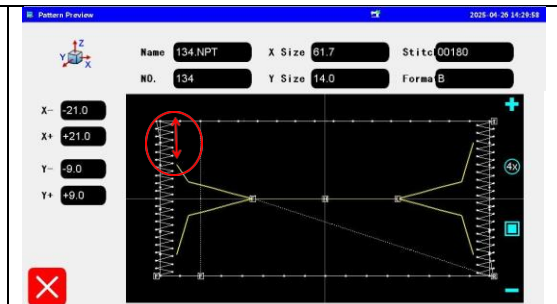 Pattern Preview 2025-04-26 14:29:58
Z
Y X
Name 134.NPT X Size 61.7 Stitc 00180
NO. 134 Y Size 14.0 Forma B
X- -21.0
X+ +21.0
Y- -9.0
Y+ +9.0
4x